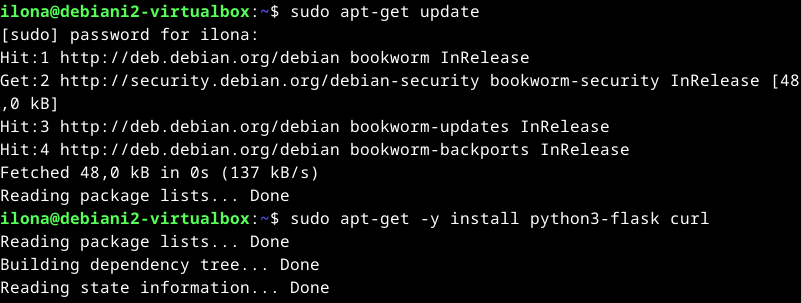 ilona@debiani2-virtualbox:~$ sudo apt-get update
[sudo] password for ilona:
Hit:1 http://deb.debian.org/debian bookworm InRelease
Get:2 http://security.debian.org/debian-security bookworm-security InRelease [48
,0 kB]
Hit:3 http://deb.debian.org/debian bookworm-updates InRelease
Hit:4 http://deb.debian.org/debian bookworm-backports InRelease
Fetched 48,0 kB in 0s (137 kB/s)
Reading package lists... Done
ilona@debiani2-virtualbox:~$ sudo apt-get -y install python3-flask curl
Reading package lists... Done
Building dependency tree... Done
Reading state information... Done